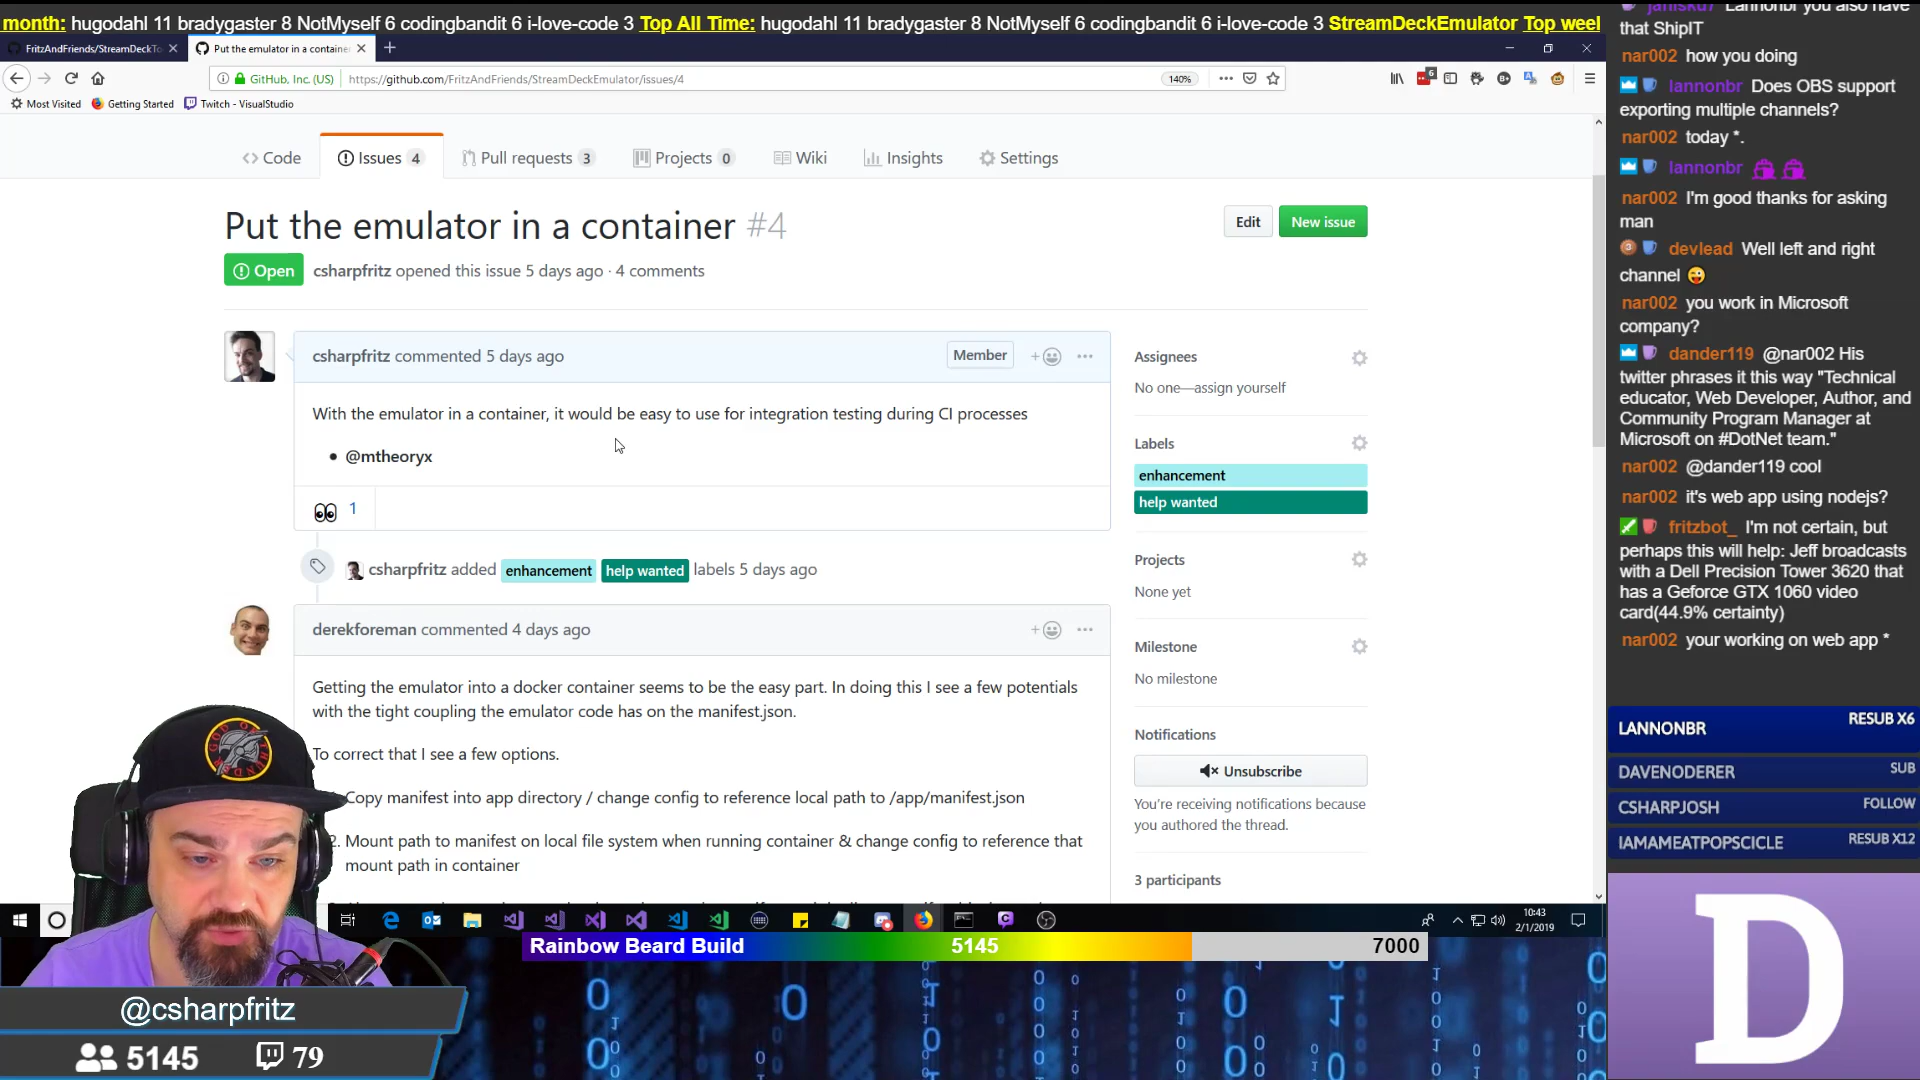 month: hugodahl 11 bradygaster 8 NotMyself 6 codingbandit 6 i-love-code 3 Top All Time: hugodahl 11 bradygaster 8 NotMyself 6 codingbandit 6 i-love-code 3 StreamDeckEmulator Top weel
FritzAndFriends/StreamDeckTo
Put the emulator in a container
GitHub, Inc. (US)
https://github.com/FritzAndFriends/StreamDeckEmulator/issues/4
140%
6
Most Visited
Getting Started
Twitch - VisualStudio
Code
Issues 4
Pull requests 3
Projects 0
Wiki
Insights
Settings
Put the emulator in a container #4
Edit
New issue
Open
csharpfritz opened this issue 5 days ago · 4 comments
csharpfritz commented 5 days ago
Member
With the emulator in a container, it would be easy to use for integration testing during CI processes
• @mtheoryx
1
csharpfritz added enhancement help wanted labels 5 days ago
derekforeman commented 4 days ago
Getting the emulator into a docker container seems to be the easy part. In doing this I see a few potentials
with the tight coupling the emulator code has on the manifest.json.
To correct that I see a few options.
Copy manifest into app directory / change config to reference local path to /app/manifest.json
2. Mount path to manifest on local file system when running container & change config to reference that
mount path in container
Assignees
No one—assign yourself
Labels
enhancement
help wanted
Projects
None yet
Milestone
No milestone
Notifications
Unsubscribe
You're receiving notifications because
you authored the thread.
3 participants
10:43
2/1/2019
Rainbow Beard Build
5145
7000
@csharpfritz
5145
79
janisku7 Lannonbr you also have
that ShipIT
nar002 how you doing
lannonbr Does OBS support
exporting multiple channels?
nar002 today *.
lannonbr
nar002 I'm good thanks for asking
man
devlead Well left and right
channel
nar002 you work in Microsoft
company?
dander119 @nar002 His
twitter phrases it this way "Technical
educator, Web Developer, Author, and
Community Program Manager at
Microsoft on #DotNet team."
nar002 @dander119 cool
nar002 it's web app using nodejs?
fritzbot_ I'm not certain, but
perhaps this will help: Jeff broadcasts
with a Dell Precision Tower 3620 that
has a Geforce GTX 1060 video
card(44.9% certainty)
nar002 your working on web app *
LANNONBR RESUB X6
DAVENODERER SUB
CSHARPJOSH FOLLOW
IAMAMEATPOPSICLE RESUB X12
D